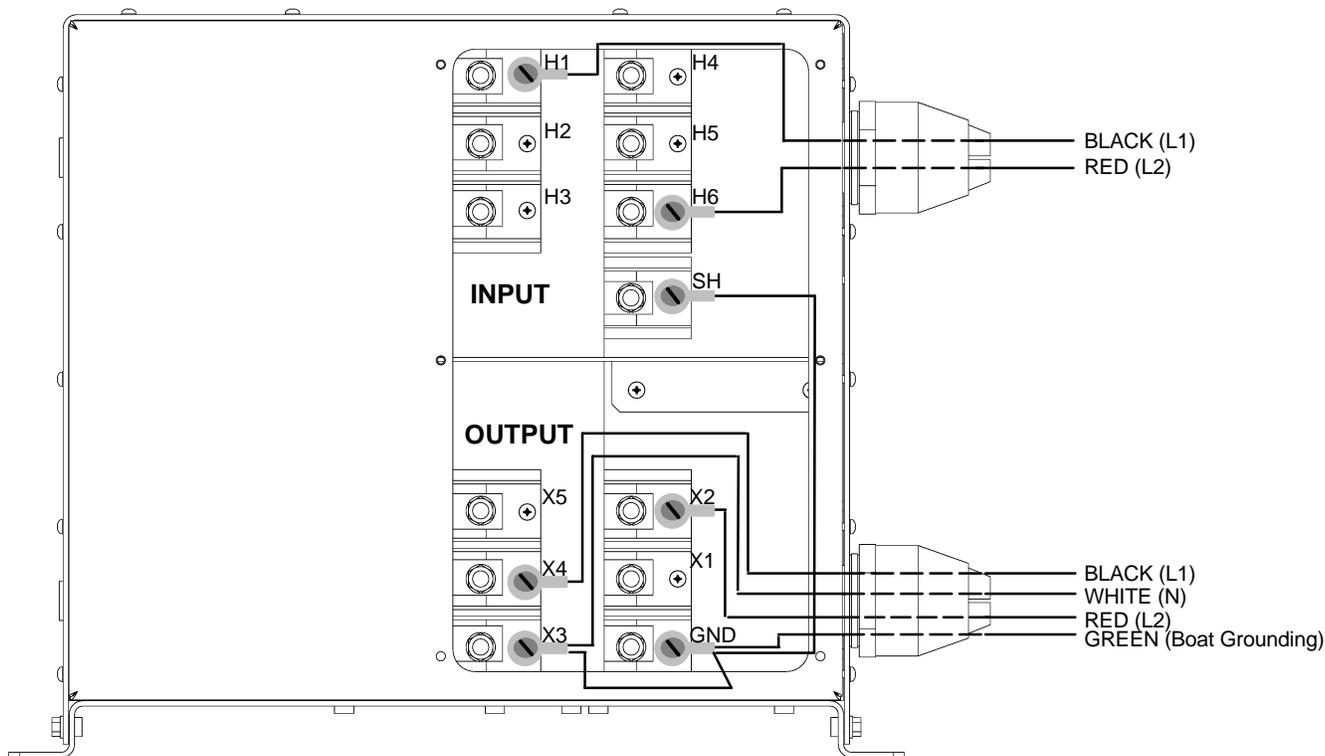 H1
H4
H2
H5
BLACK (L1)
RED (L2)
H3
H6
SH
INPUT
OUTPUT
X5
X2
X4
X1
BLACK (L1)
WHITE (N)
RED (L2)
X3
GND
GREEN (Boat Grounding)